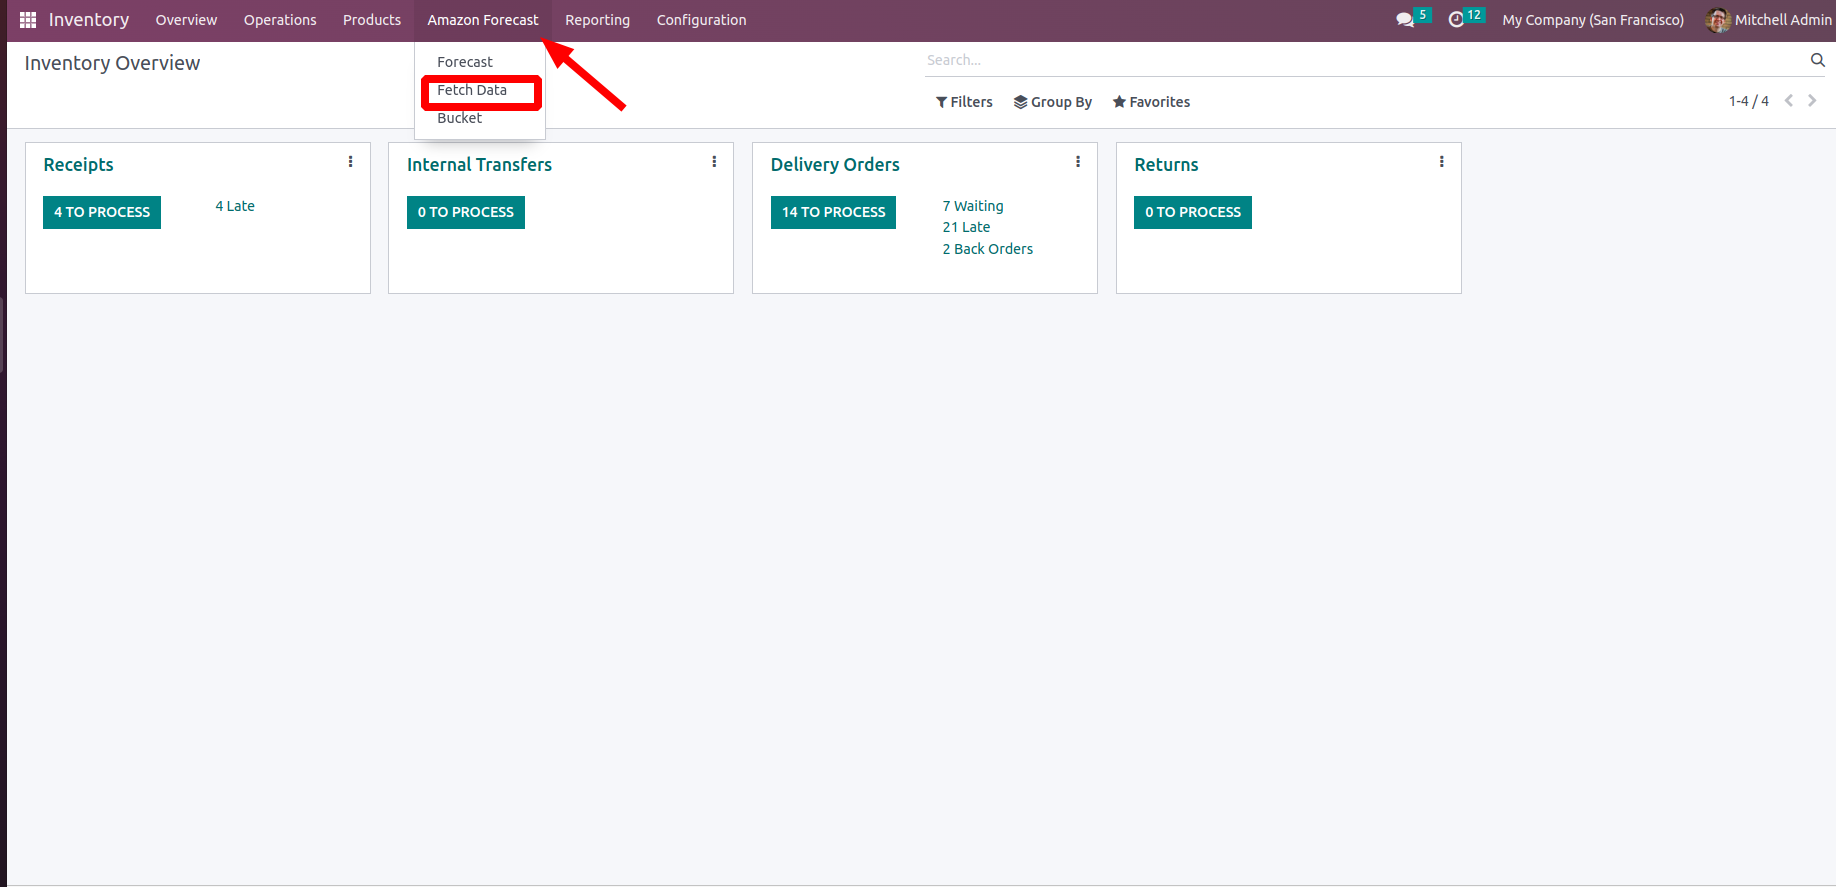 Inventory Overview Operations Products Amazon Forecast Reporting Configuration 5 12 My Company (San Francisco) Mitchell Admin
Inventory Overview
Search...
Forecast
Fetch Data
Bucket
Filters Group By Favorites 1-4 / 4
Receipts
4 TO PROCESS
4 Late
Internal Transfers
0 TO PROCESS
Delivery Orders
14 TO PROCESS
7 Waiting
21 Late
2 Back Orders
Returns
0 TO PROCESS